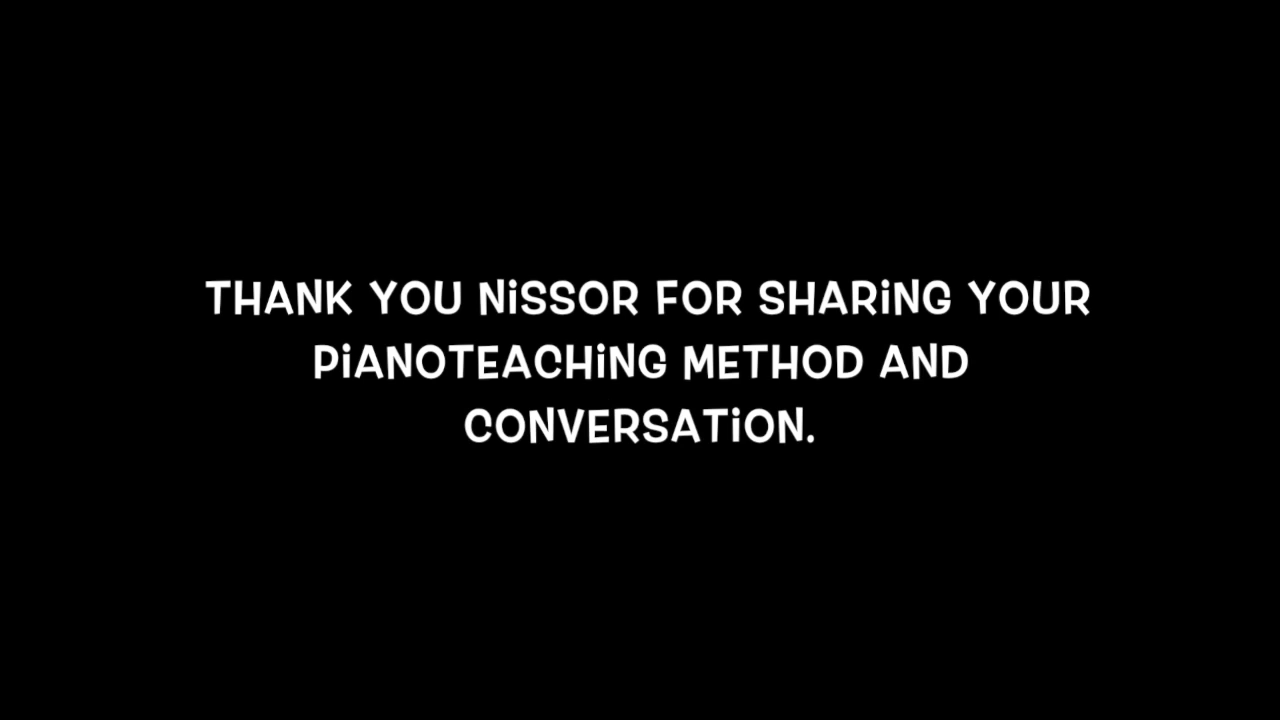 THANK YOU NiSSOR FOR SHARiNG YOUR
PiANOTEACHiNG METHOD AND
CONVERSATiON.